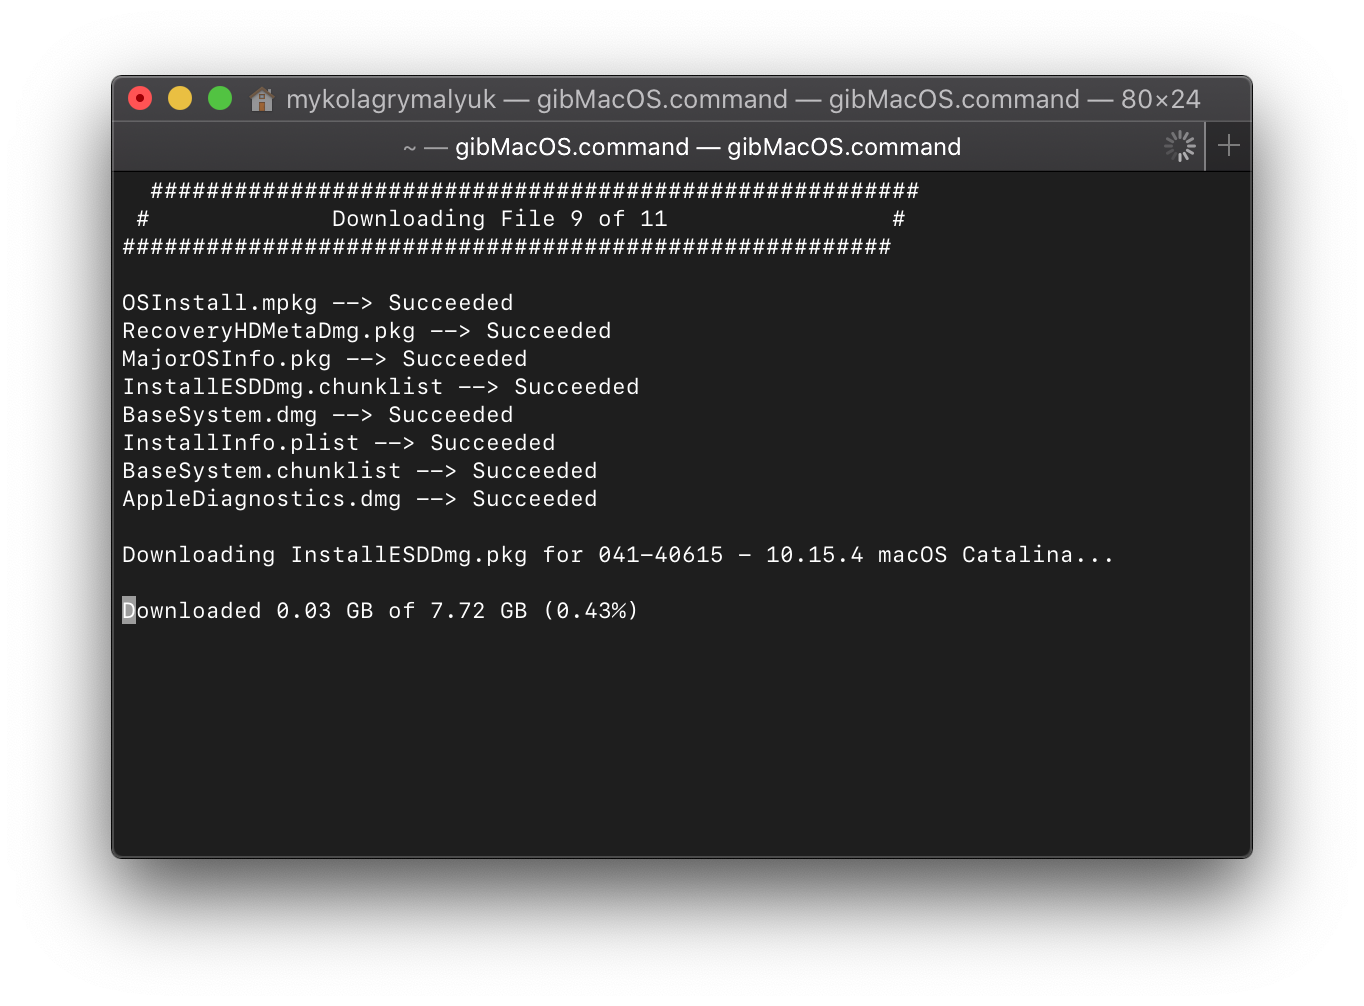 mykolagrymalyuk — gibMacOS.command — gibMacOS.command — 80×24
~ — gibMacOS.command — gibMacOS.command
#######################################################
# Downloading File 9 of 11 #
#######################################################
OSInstall.mpkg --> Succeeded
RecoveryHDMetaDmg.pkg --> Succeeded
MajorOSInfo.pkg --> Succeeded
InstallESDDmg.chunklist --> Succeeded
BaseSystem.dmg --> Succeeded
InstallInfo.plist --> Succeeded
BaseSystem.chunklist --> Succeeded
AppleDiagnostics.dmg --> Succeeded
Downloading InstallESDDmg.pkg for 041-40615 - 10.15.4 macOS Catalina...
Downloaded 0.03 GB of 7.72 GB (0.43%)